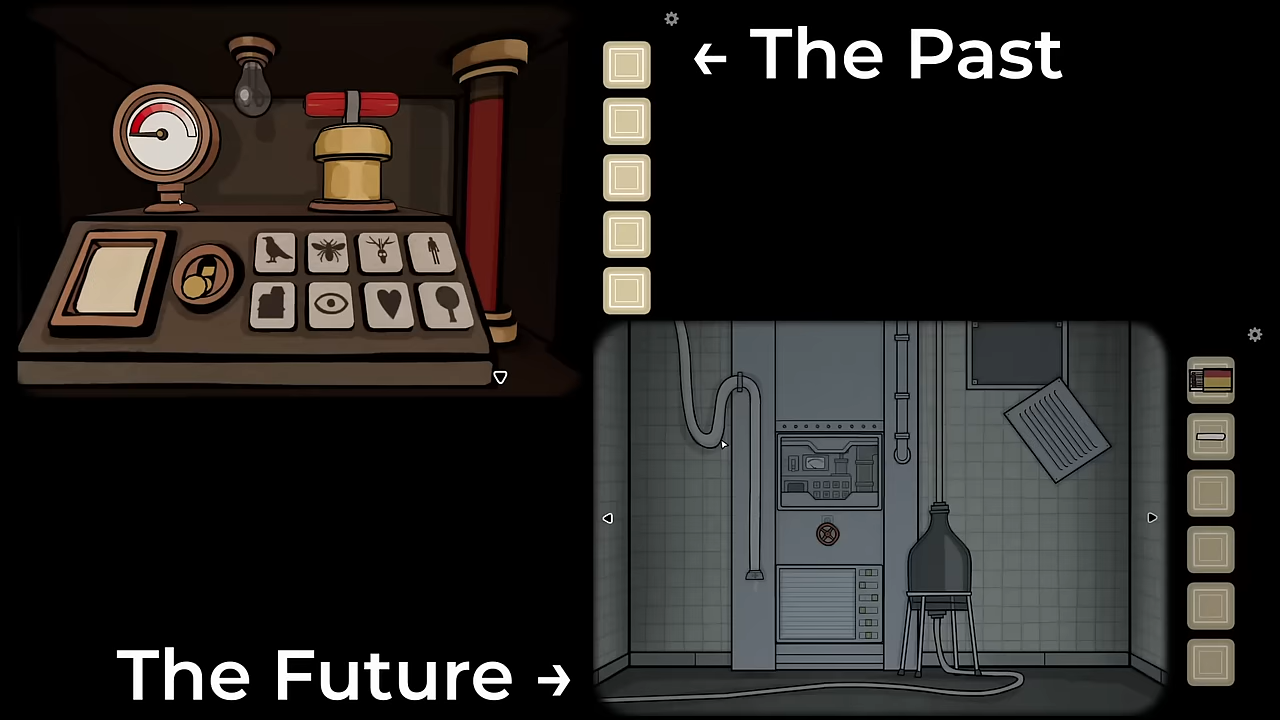 ← The Past
The Future →